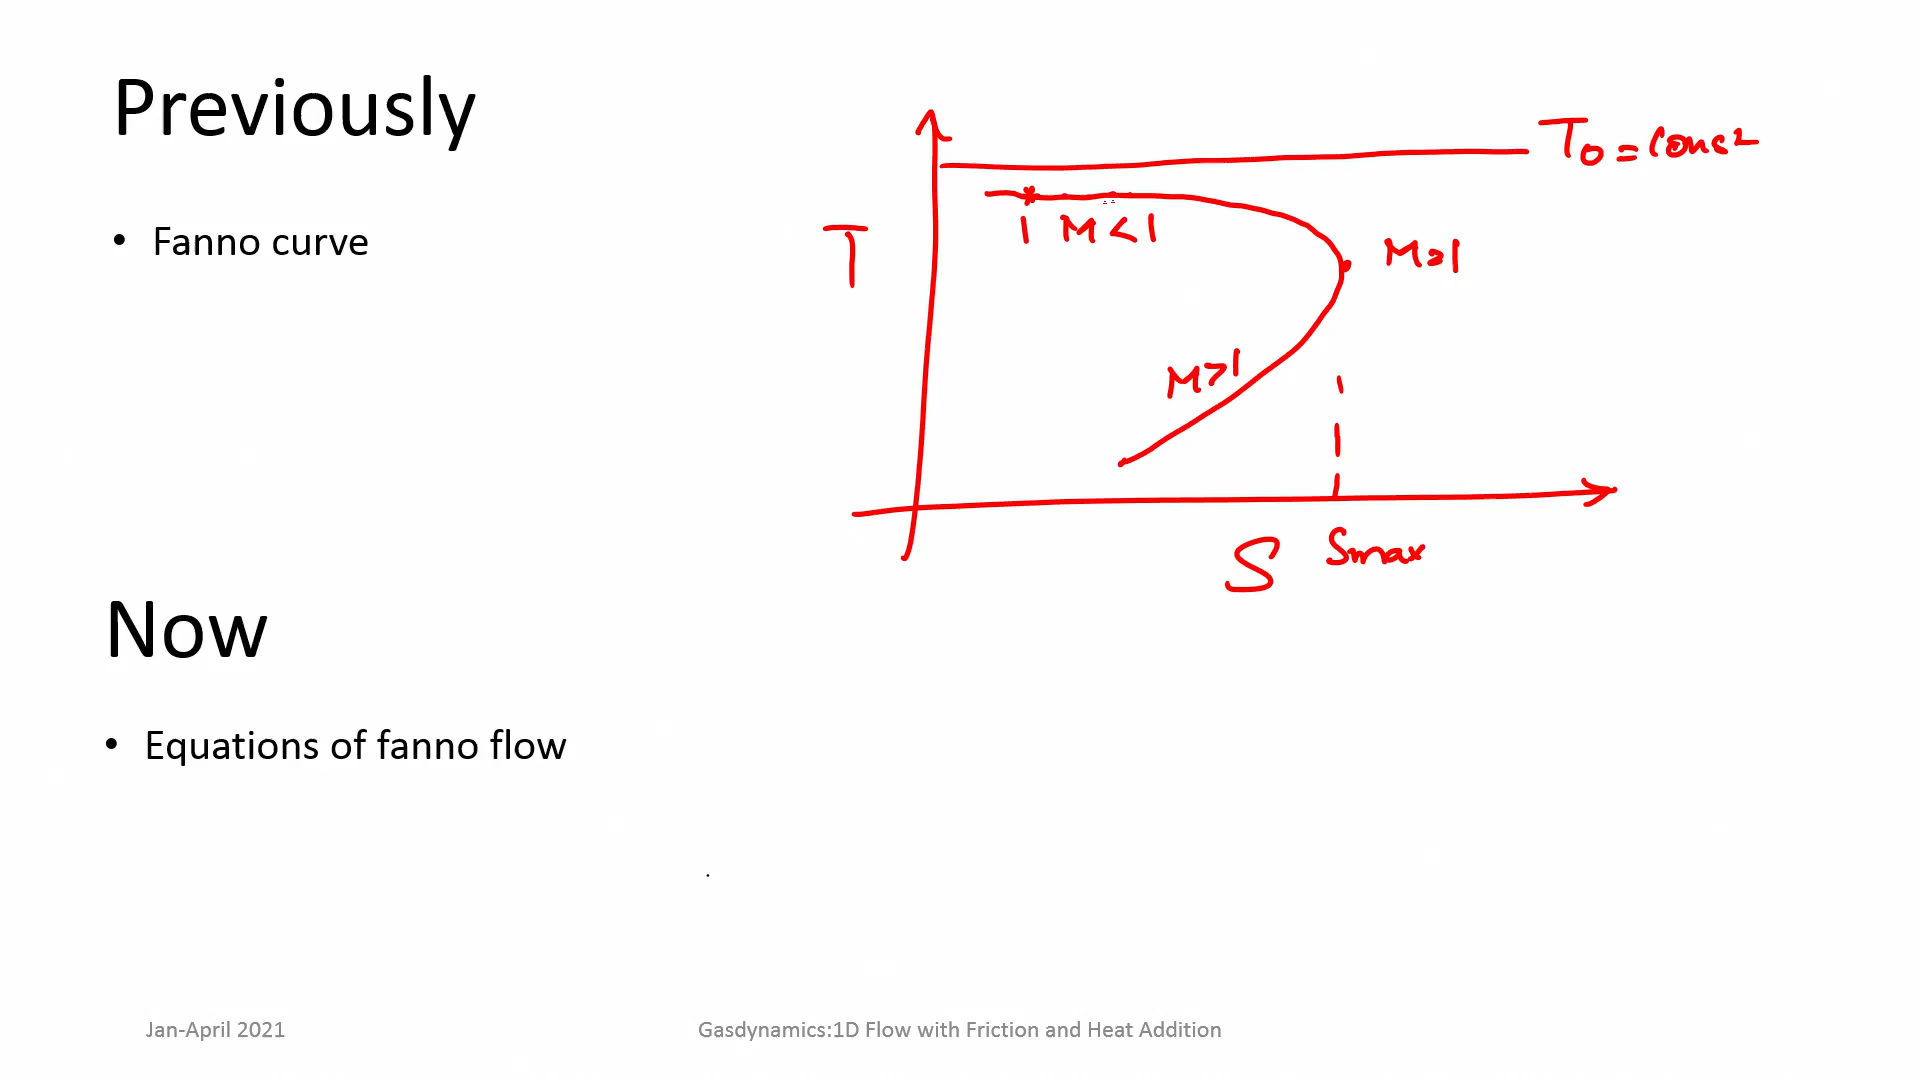 Previously
• Fanno curve
T₀ = const
T
1 M < 1
M = 1
M > 1
S
Smax
Now
• Equations of fanno flow
Jan-April 2021
Gasdynamics:1D Flow with Friction and Heat Addition